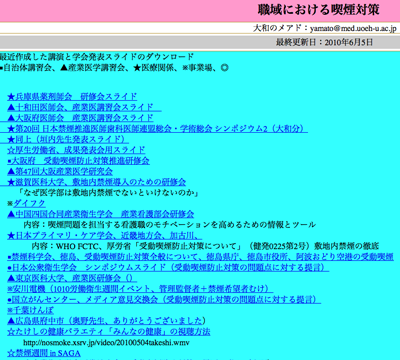 職域における喫煙対策
大和のメアド：yamato@med.uoeh-u.ac.jp
最終更新日：2010年6月5日
最近作成した講演と学会発表スライドのダウンロード
■自治体講習会、▲産業医学講習会、★医療関係、※事業場、◎
★兵庫県薬剤師会　研修会スライド
▲十和田医師会、産業医講習会スライド
▲大阪府医師会　産業医講習会スライド
★第20回 日本禁煙推進医師歯科医師連盟総会・学術総会 シンポジウム2（大和分）
★同上（垣内先生発表スライド）
☆厚生労働省、成果発表会用スライド
■大阪府　受動喫煙防止対策推進研修会
▲第47回大阪産業医学研究会
★滋賀医科大学、敷地内禁煙導入のための研修会
「なぜ医学部は敷地内禁煙でないといけないのか」
※ダイフク
▲中国四国合同産業衛生学会　産業看護部会研修会
内容：喫煙問題を担当する看護職のモチベーションを高めるための情報とツール
★日本プライマリ・ケア学会、近畿地方会、加古川、
内容：WHO FCTC、厚労省「受動喫煙防止対策について」（健発0225第2号）敷地内禁煙の徹底
■禁煙科学会、徳島、受動喫煙防止対策全般について、徳島県庁、徳島市役所、阿波おどり空港の受動喫煙
■日本公衆衛生学会　シンポジウムスライド（受動喫煙防止対策の問題点に対する提言）
▲東京医科大学、産業医研修会（）
※安川電機（1010労働衛生週間イベント、管理監督者＋禁煙希望者むけ）
■国立がんセンター、メディア意見交換会（受動喫煙防止対策の問題点に対する提言）
※千葉けんぽ
▲広島県府中市（奥野先生、ありがとうございました）
☆たけしの健康バラエティ「みんなの健康」の視聴方法
http://nosmoke.xsrv.jp/video/20100504takeshi.wmv
☆禁煙週間 in SAGA